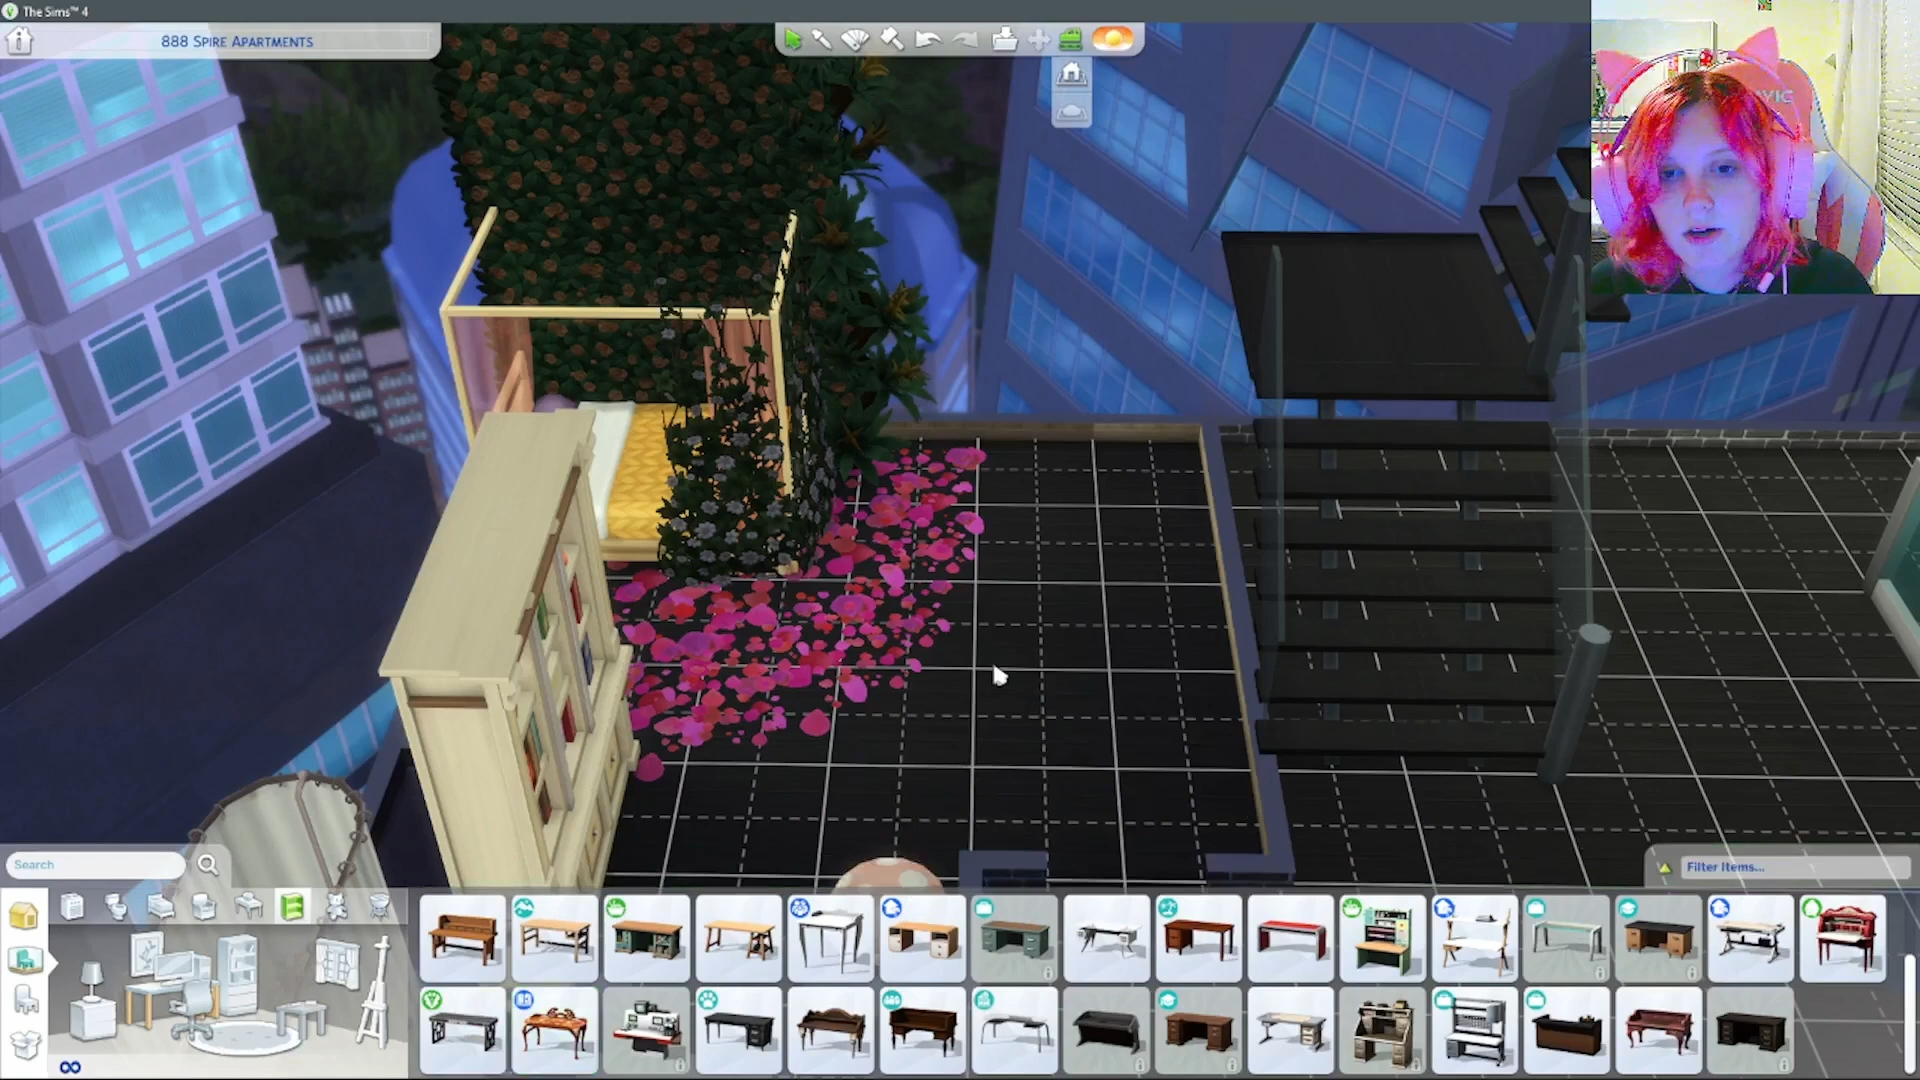 The Sims™ 4
888 Spire Apartments
Search
Filter Items...